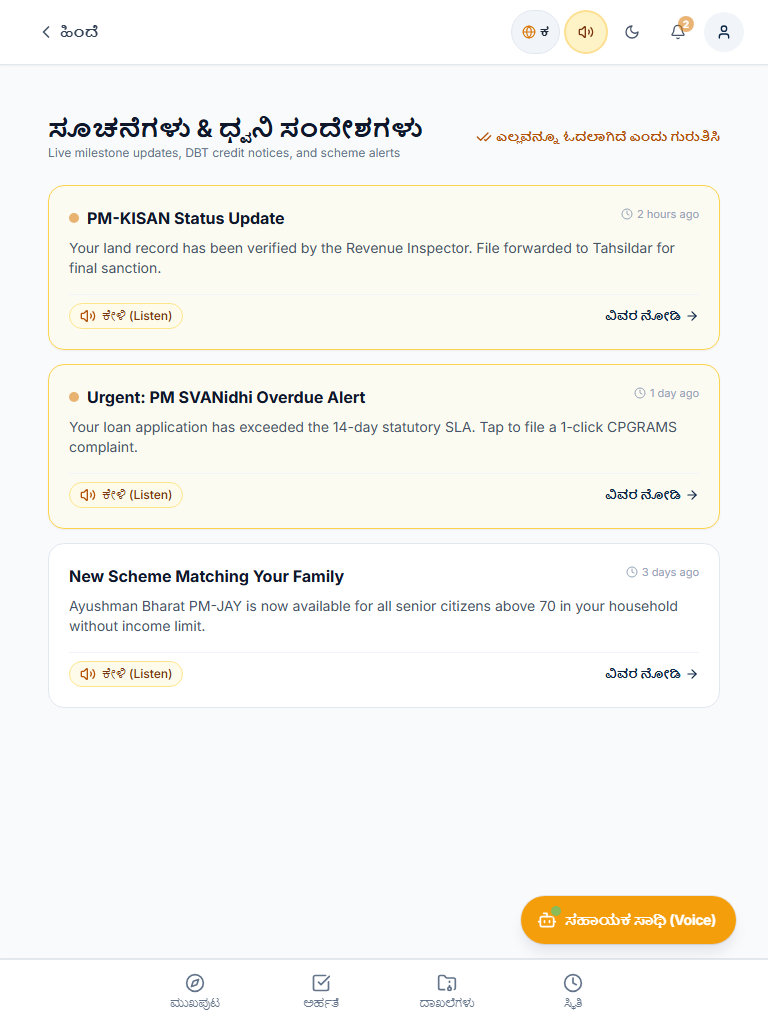 ಹಿಂದೆ
ಕ
2
ಸೂಚನೆಗಳು & ಧ್ವನಿ ಸಂದೇಶಗಳು
Live milestone updates, DBT credit notices, and scheme alerts
ಎಲ್ಲವನ್ನೂ ಓದಲಾಗಿದೆ ಎಂದು ಗುರುತಿಸಿ
PM-KISAN Status Update
2 hours ago
Your land record has been verified by the Revenue Inspector. File forwarded to Tahsildar for
final sanction.
ಕೇಳಿ (Listen)
ವಿವರ ನೋಡಿ
Urgent: PM SVANidhi Overdue Alert
1 day ago
Your loan application has exceeded the 14-day statutory SLA. Tap to file a 1-click CPGRAMS
complaint.
ಕೇಳಿ (Listen)
ವಿವರ ನೋಡಿ
New Scheme Matching Your Family
3 days ago
Ayushman Bharat PM-JAY is now available for all senior citizens above 70 in your household
without income limit.
ಕೇಳಿ (Listen)
ವಿವರ ನೋಡಿ
ಸಹಾಯಕ ಸಾಥಿ (Voice)
ಮುಖಪುಟ
ಅರ್ಹತೆ
ದಾಖಲೆಗಳು
ಸ್ಥಿತಿ